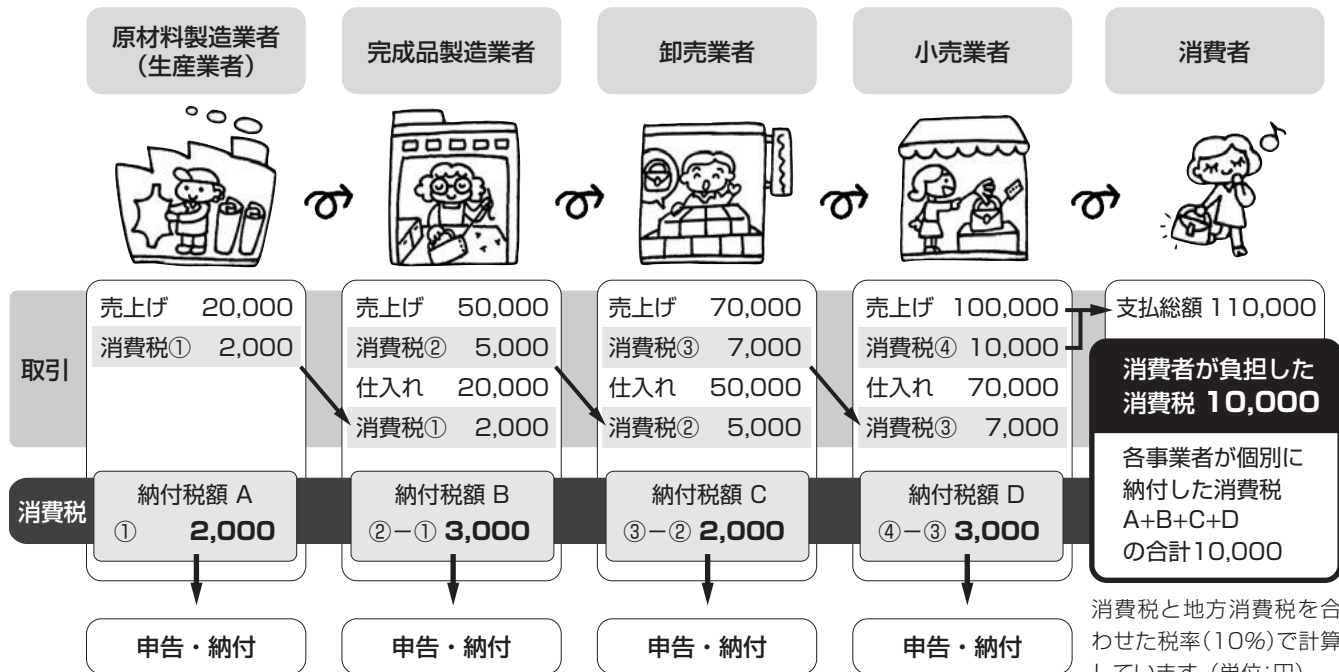 原材料製造業者
（生産業者）
完成品製造業者
卸売業者
小売業者
消費者
取引
売上げ 20,000
消費税① 2,000
売上げ 50,000
消費税② 5,000
仕入れ 20,000
消費税① 2,000
売上げ 70,000
消費税③ 7,000
仕入れ 50,000
消費税② 5,000
売上げ 100,000
消費税④ 10,000
仕入れ 70,000
消費税③ 7,000
支払総額 110,000
消費者が負担した
消費税 10,000
各事業者が個別に
納付した消費税
A+B+C+D
の合計10,000
消費税
納付税額 A
① 2,000
納付税額 B
②－① 3,000
納付税額 C
③－② 2,000
納付税額 D
④－③ 3,000
申告・納付
申告・納付
申告・納付
申告・納付
消費税と地方消費税を合
わせた税率(10%)で計算
しています。(単位：円)